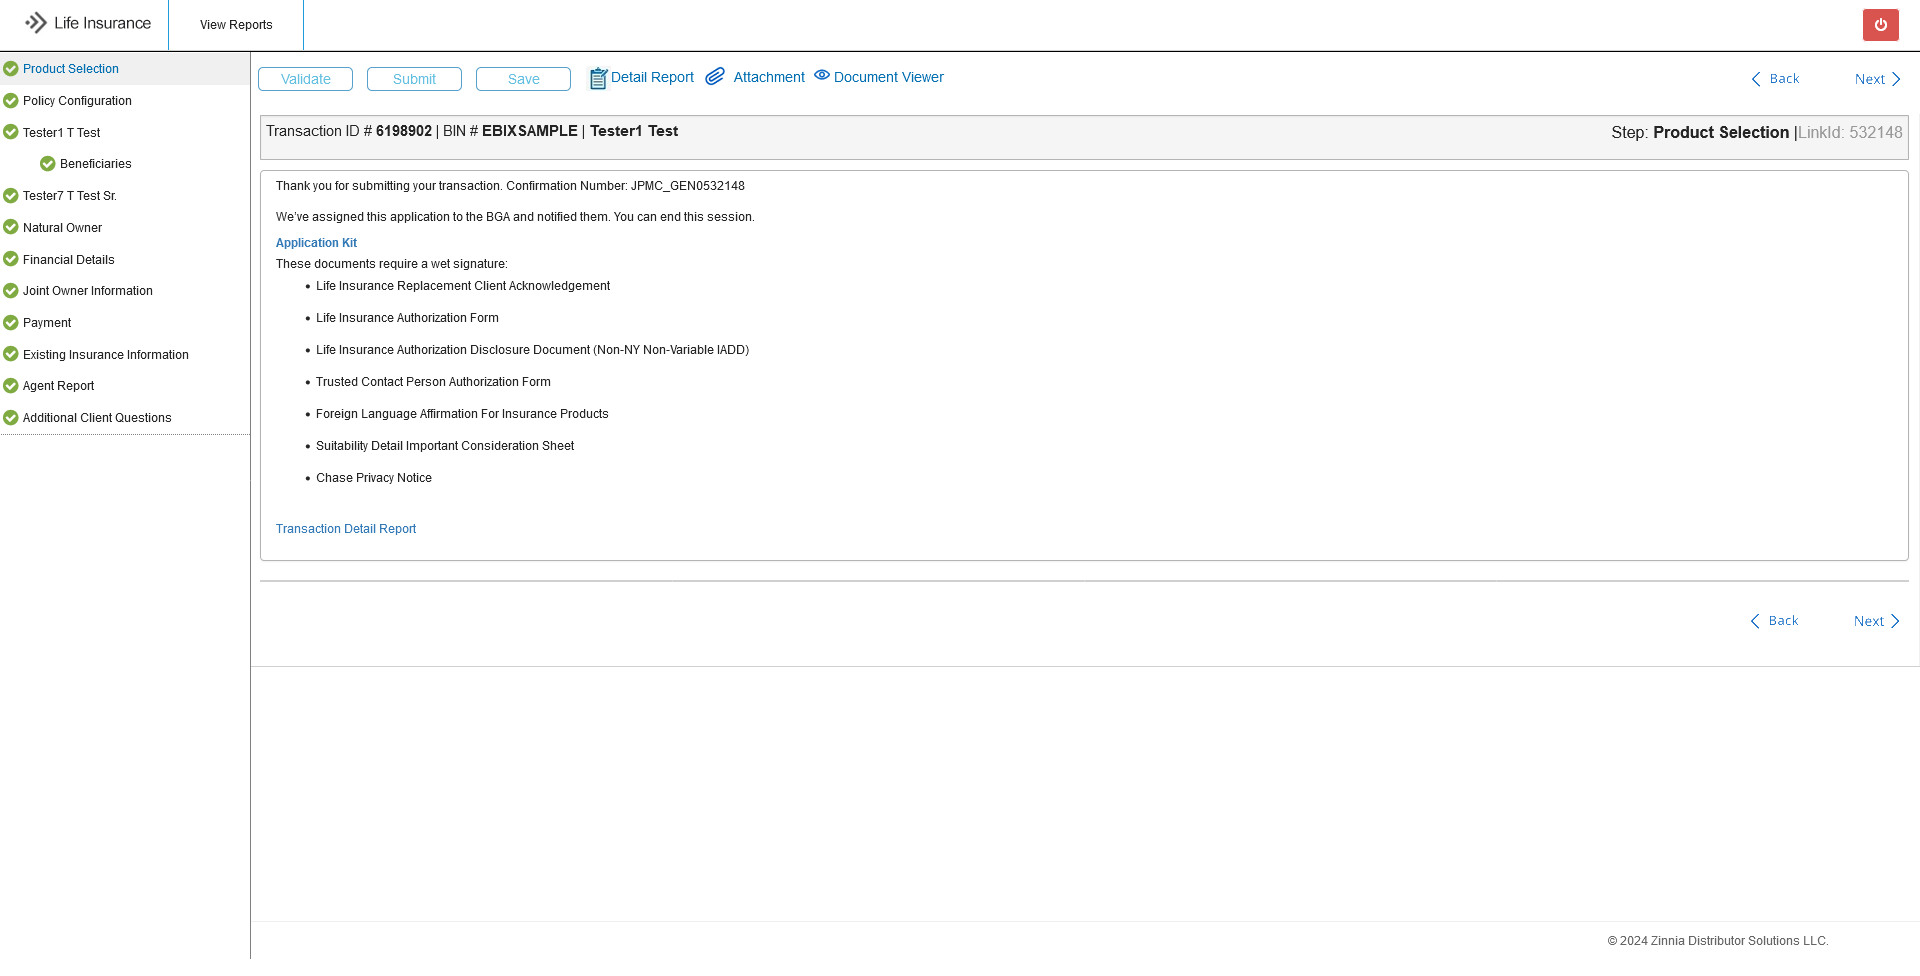 Life Insurance
View Reports
Product Selection
Policy Configuration
Tester1 T Test
Beneficiaries
Tester7 T Test Sr.
Natural Owner
Financial Details
Joint Owner Information
Payment
Existing Insurance Information
Agent Report
Additional Client Questions
Validate
Submit
Save
Detail Report
Attachment
Document Viewer
Back
Next
Transaction ID # 6198902 | BIN # EBIXSAMPLE | Tester1 Test
Step: Product Selection |LinkId: 532148
Thank you for submitting your transaction. Confirmation Number: JPMC_GEN0532148
We've assigned this application to the BGA and notified them. You can end this session.
Application Kit
These documents require a wet signature:
• Life Insurance Replacement Client Acknowledgement
• Life Insurance Authorization Form
• Life Insurance Authorization Disclosure Document (Non-NY Non-Variable IADD)
• Trusted Contact Person Authorization Form
• Foreign Language Affirmation For Insurance Products
• Suitability Detail Important Consideration Sheet
• Chase Privacy Notice
Transaction Detail Report
Back
Next
© 2024 Zinnia Distributor Solutions LLC.